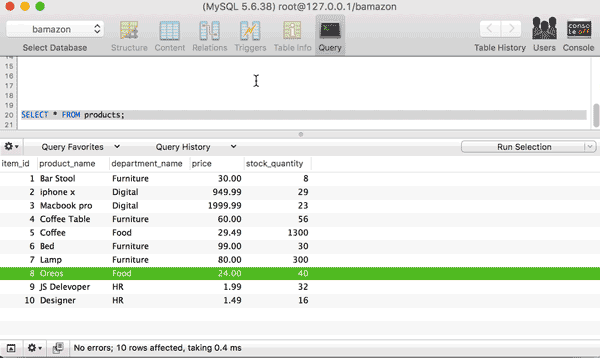 (MySQL 5.6.38) root@127.0.0.1/bamazon
bamazon
Select Database Structure Content Relations Triggers Table Info Query Table History Users Console
14
15
16
17
18
19
20 SELECT * FROM products;
21
Query Favorites Query History Run Selection
item_id product_name department_name price stock_quantity
1 Bar Stool Furniture 30.00 8
2 iphone x Digital 949.99 29
3 Macbook pro Digital 1999.99 23
4 Coffee Table Furniture 60.00 56
5 Coffee Food 29.49 1300
6 Bed Furniture 99.00 30
7 Lamp Furniture 80.00 300
8 Oreos Food 24.00 40
9 JS Delevoper HR 1.99 32
10 Designer HR 1.49 16
No errors; 10 rows affected, taking 0.4 ms